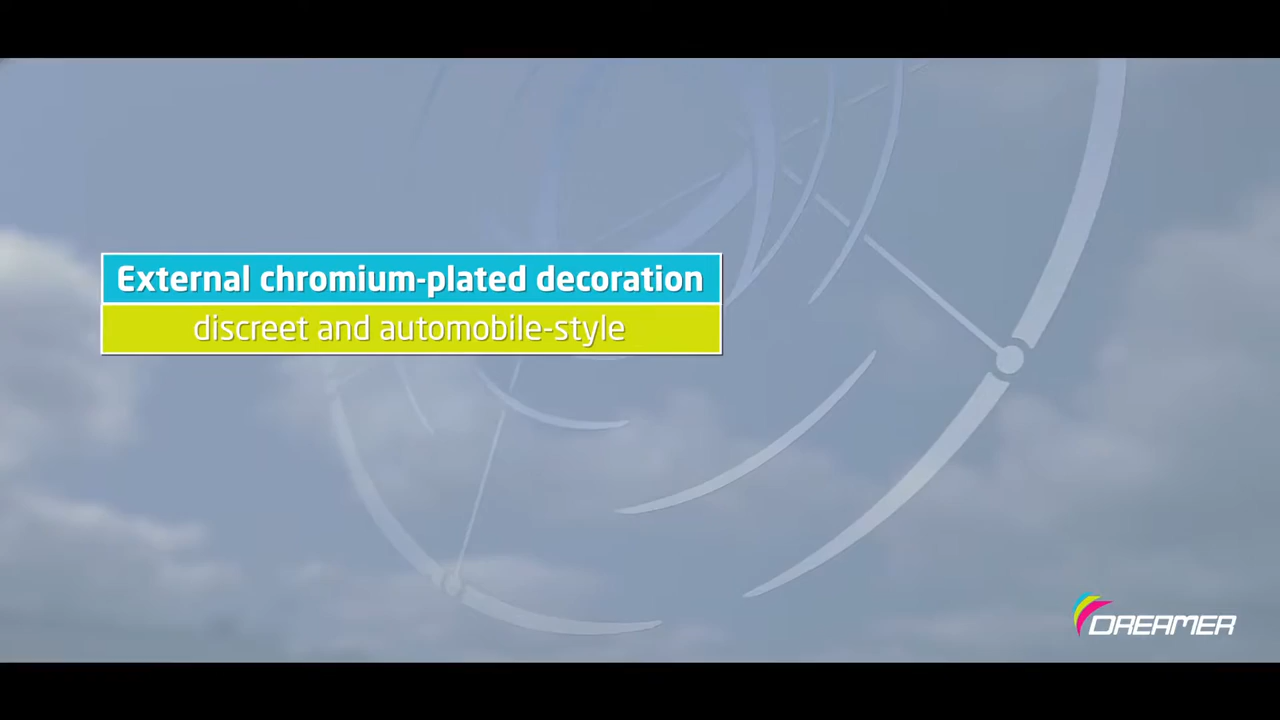 External chromium-plated decoration
discreet and automobile-style
DREAMER